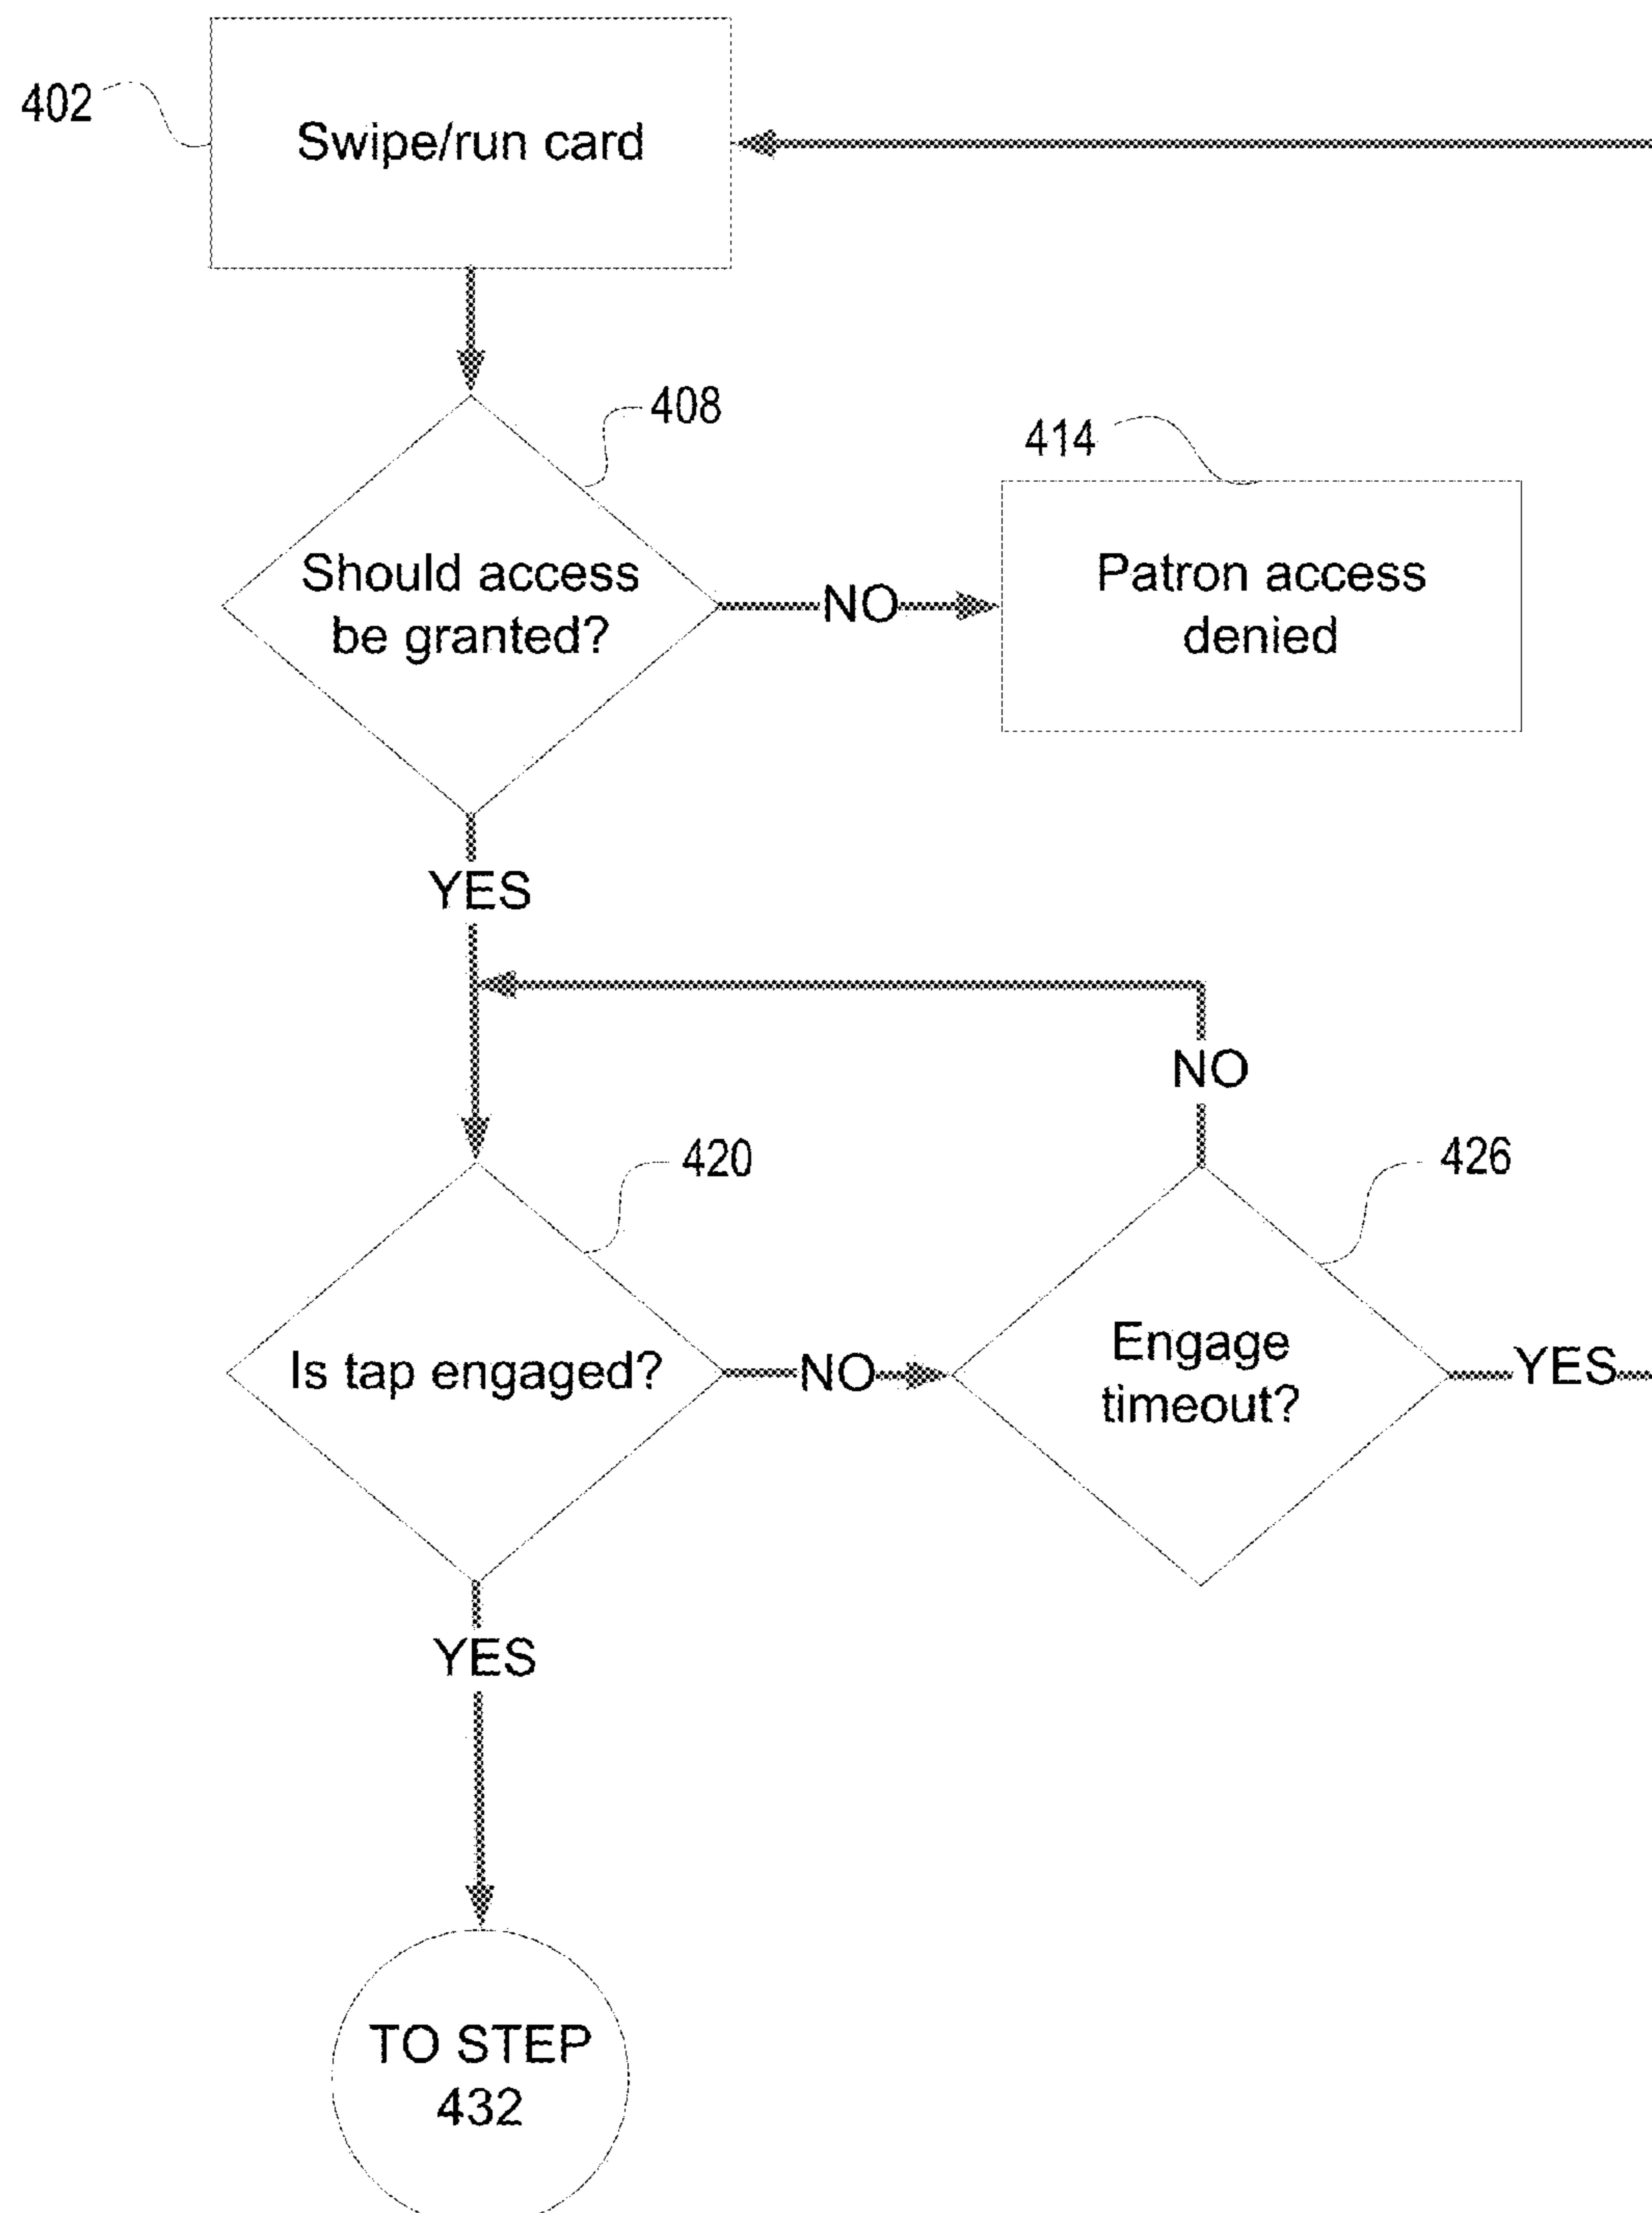 402
Swipe/run card
408
414
Should access
be granted?
NO
Patron access
denied
YES
NO
420
426
Is tap engaged?
NO
Engage
timeout?
YES
YES
TO STEP
432